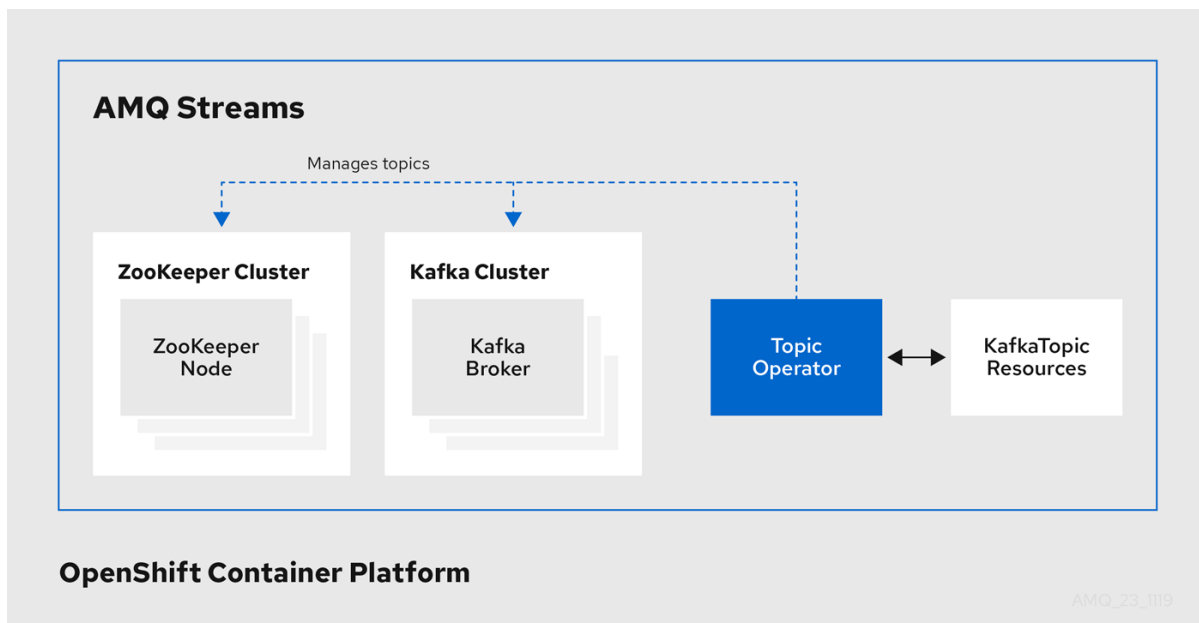 AMQ Streams
Manages topics
ZooKeeper Cluster
ZooKeeper
Node
Kafka Cluster
Kafka
Broker
Topic
Operator
KafkaTopic
Resources
OpenShift Container Platform
AMQ_23_1119